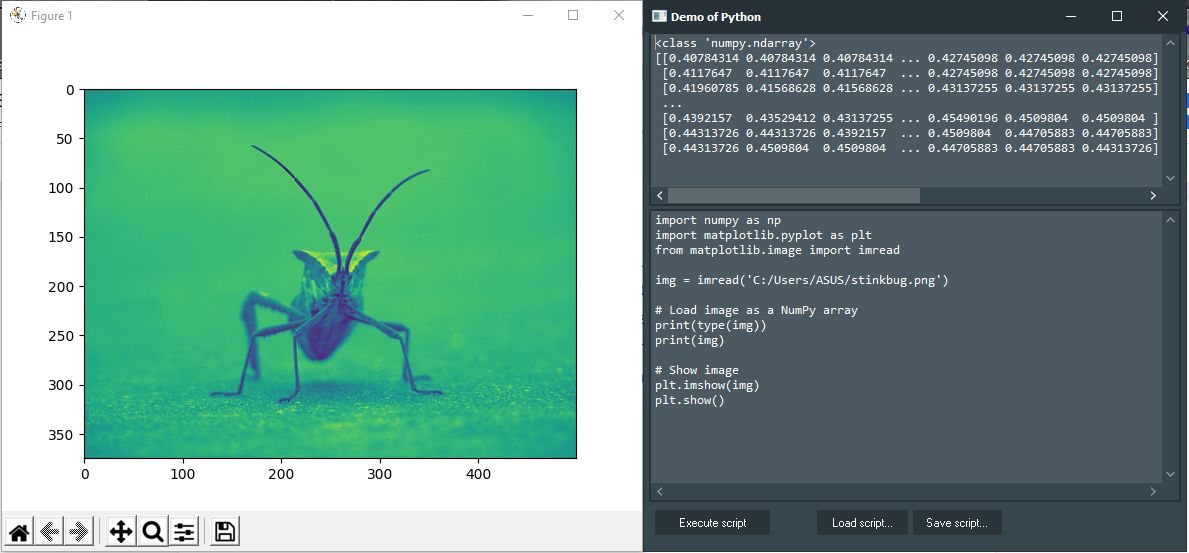 Figure 1
0
50
100
150
200
250
300
350
0 100 200 300 400
Demo of Python
<class 'numpy.ndarray'>
[[0.40784314 0.40784314 0.40784314 ... 0.42745098 0.42745098 0.42745098]
 [0.4117647  0.4117647  0.4117647  ... 0.42745098 0.42745098 0.42745098]
 [0.41960785 0.41568628 0.41568628 ... 0.43137255 0.43137255 0.43137255]
 ...
 [0.4392157  0.43529412 0.43137255 ... 0.45490196 0.4509804  0.4509804 ]
 [0.44313726 0.44313726 0.4392157  ... 0.4509804  0.44705883 0.44705883]
 [0.44313726 0.4509804  0.4509804  ... 0.44705883 0.44705883 0.44313726]
import numpy as np
import matplotlib.pyplot as plt
from matplotlib.image import imread
img = imread('C:/Users/ASUS/stinkbug.png')
# Load image as a NumPy array
print(type(img))
print(img)
# Show image
plt.imshow(img)
plt.show()
Execute script Load script... Save script...